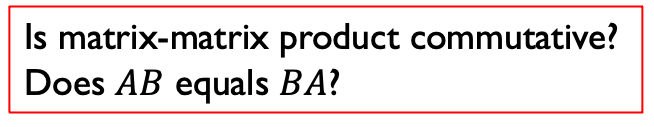 Is matrix-matrix product commutative?
Does AB equals BA?